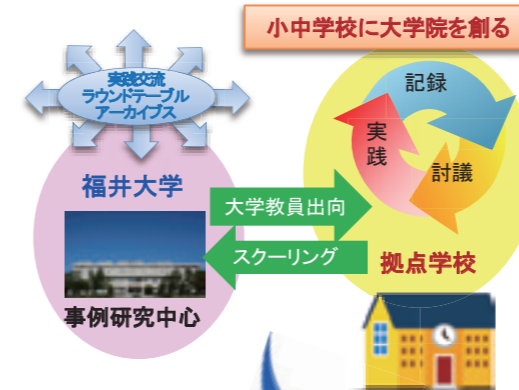 小中学校に大学院を創る
実践交流
ラウンドテーブル
アーカイブス
福井大学
事例研究中心
大学教員出向
スクーリング
記録
実践
討議
拠点学校